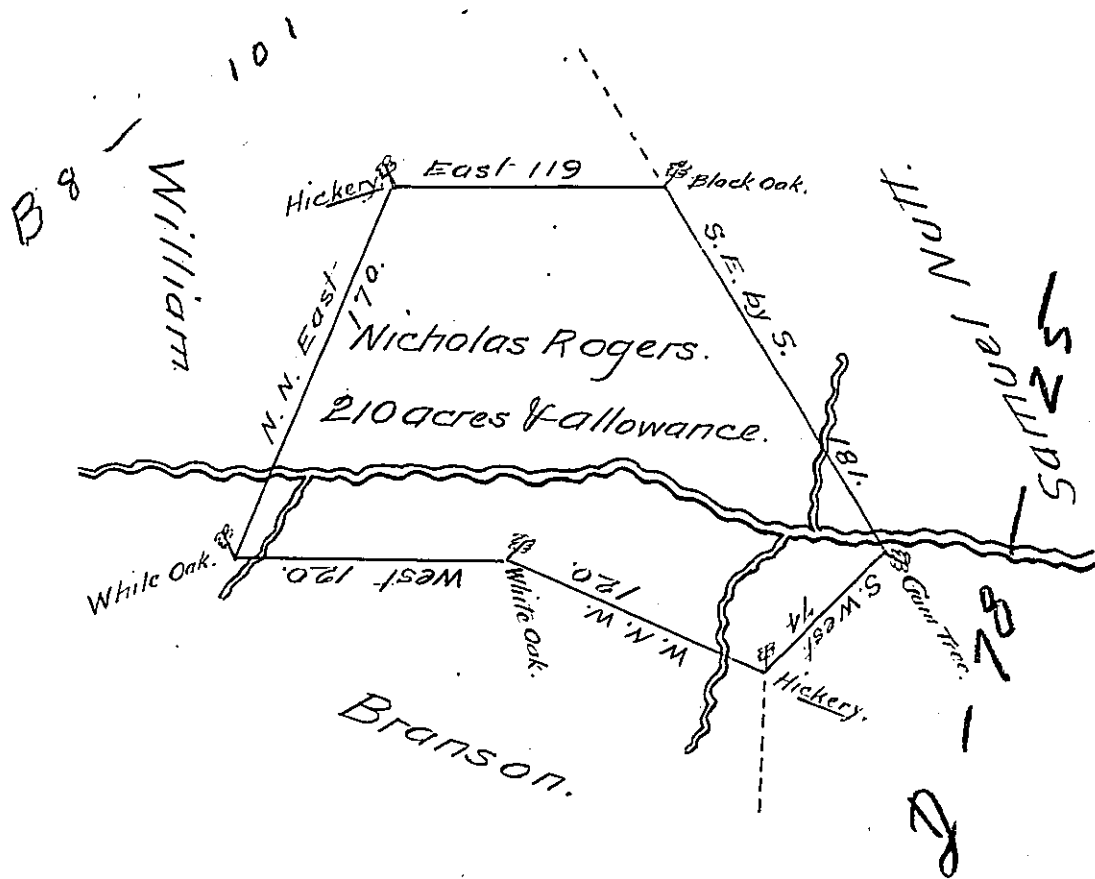 B 8 - 101
William
Hickery.
East 119
Black Oak.
Samuel Nutt.
N. N. East 170.
S. E. by S. 181.
Nicholas Rogers.
210 acres & allowance.
White Oak.
West 120.
White Oak.
W. N. W. 120.
S. West 74
Gum Tree.
Hickery.
Branson.
D - 78 - 25